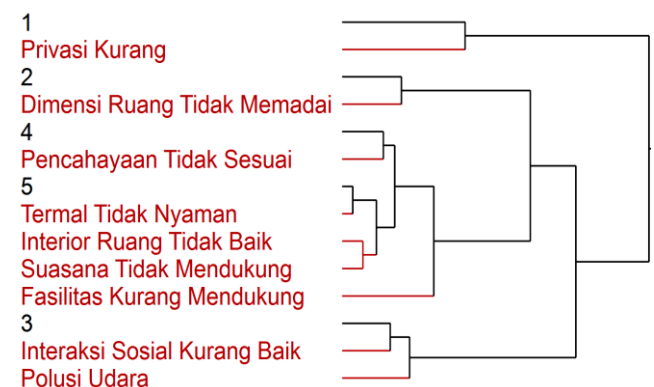 1
Privasi Kurang
2
Dimensi Ruang Tidak Memadai
4
Pencahayaan Tidak Sesuai
5
Termal Tidak Nyaman
Interior Ruang Tidak Baik
Suasana Tidak Mendukung
Fasilitas Kurang Mendukung
3
Interaksi Sosial Kurang Baik
Polusi Udara